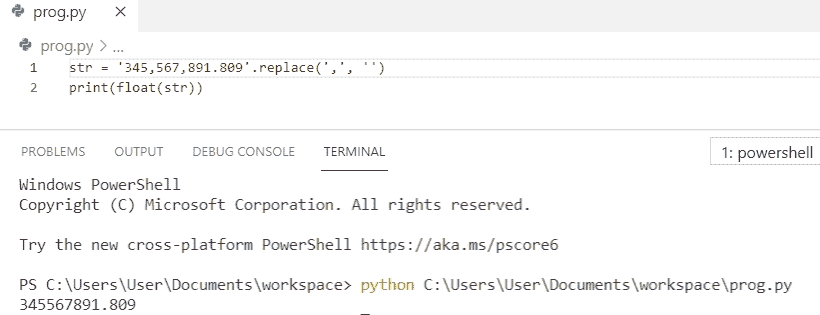 prog.py ×
prog.py > ...
1 str = '345,567,891.809'.replace(',', '')
2 print(float(str))
PROBLEMS OUTPUT DEBUG CONSOLE TERMINAL 1: powershell
Windows PowerShell
Copyright (C) Microsoft Corporation. All rights reserved.
Try the new cross-platform PowerShell https://aka.ms/pscore6
PS C:\Users\User\Documents\workspace> python C:\Users\User\Documents\workspace\prog.py
345567891.809